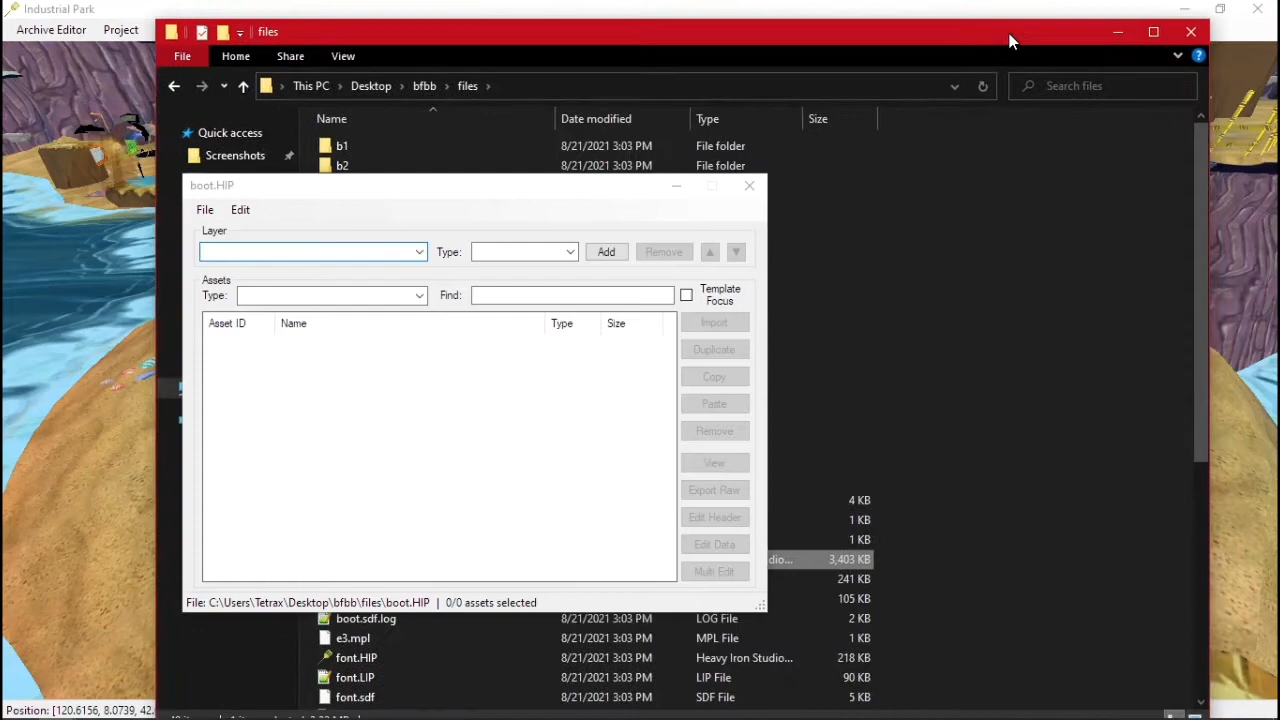 Industrial Park
Archive Editor Project
files
File Home Share View
This PC Desktop bfbb files
Search files
Name Date modified Type Size
Quick access
Screenshots
b1 8/21/2021 3:03 PM File folder
b2 8/21/2021 3:03 PM File folder
boot.HIP
File Edit
Layer
Type: Add Remove
Assets
Type: Find: Template
Focus
Asset ID Name Type Size
Import
Duplicate
Copy
Paste
Remove
View
Export Raw
Edit Header
Edit Data
Multi Edit
4 KB
1 KB
1 KB
dio... 3,403 KB
241 KB
105 KB
File: C:\Users\Tetrax\Desktop\bfbb\files\boot.HIP | 0/0 assets selected
boot.sdf.log 8/21/2021 3:03 PM LOG File 2 KB
e3.mpl 8/21/2021 3:03 PM MPL File 1 KB
font.HIP 8/21/2021 3:03 PM Heavy Iron Studio... 218 KB
font.LIP 8/21/2021 3:03 PM LIP File 90 KB
font.sdf 8/21/2021 3:03 PM SDF File 5 KB
Position: [120.6156, 8.0739, 42.